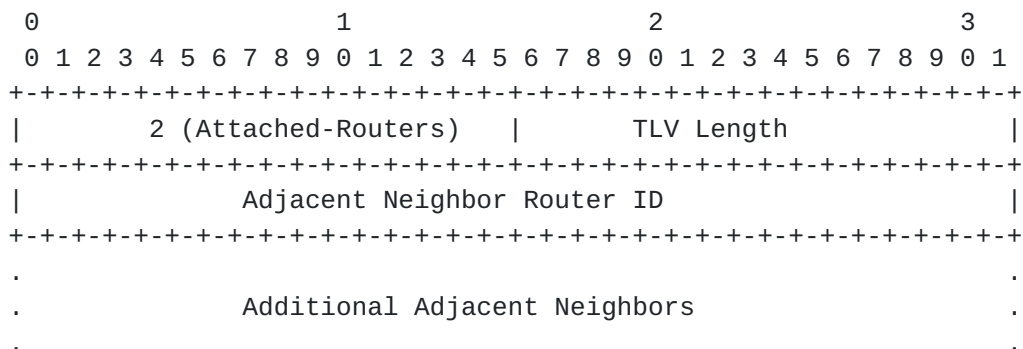 0                   1                   2                   3
 0 1 2 3 4 5 6 7 8 9 0 1 2 3 4 5 6 7 8 9 0 1 2 3 4 5 6 7 8 9 0 1
+-+-+-+-+-+-+-+-+-+-+-+-+-+-+-+-+-+-+-+-+-+-+-+-+-+-+-+-+-+-+-+-+
|        2 (Attached-Routers)   |       TLV Length              |
+-+-+-+-+-+-+-+-+-+-+-+-+-+-+-+-+-+-+-+-+-+-+-+-+-+-+-+-+-+-+-+-+
|              Adjacent Neighbor Router ID                      |
+-+-+-+-+-+-+-+-+-+-+-+-+-+-+-+-+-+-+-+-+-+-+-+-+-+-+-+-+-+-+-+-+
.                                                               .
.              Additional Adjacent Neighbors                    .
.                                                               .